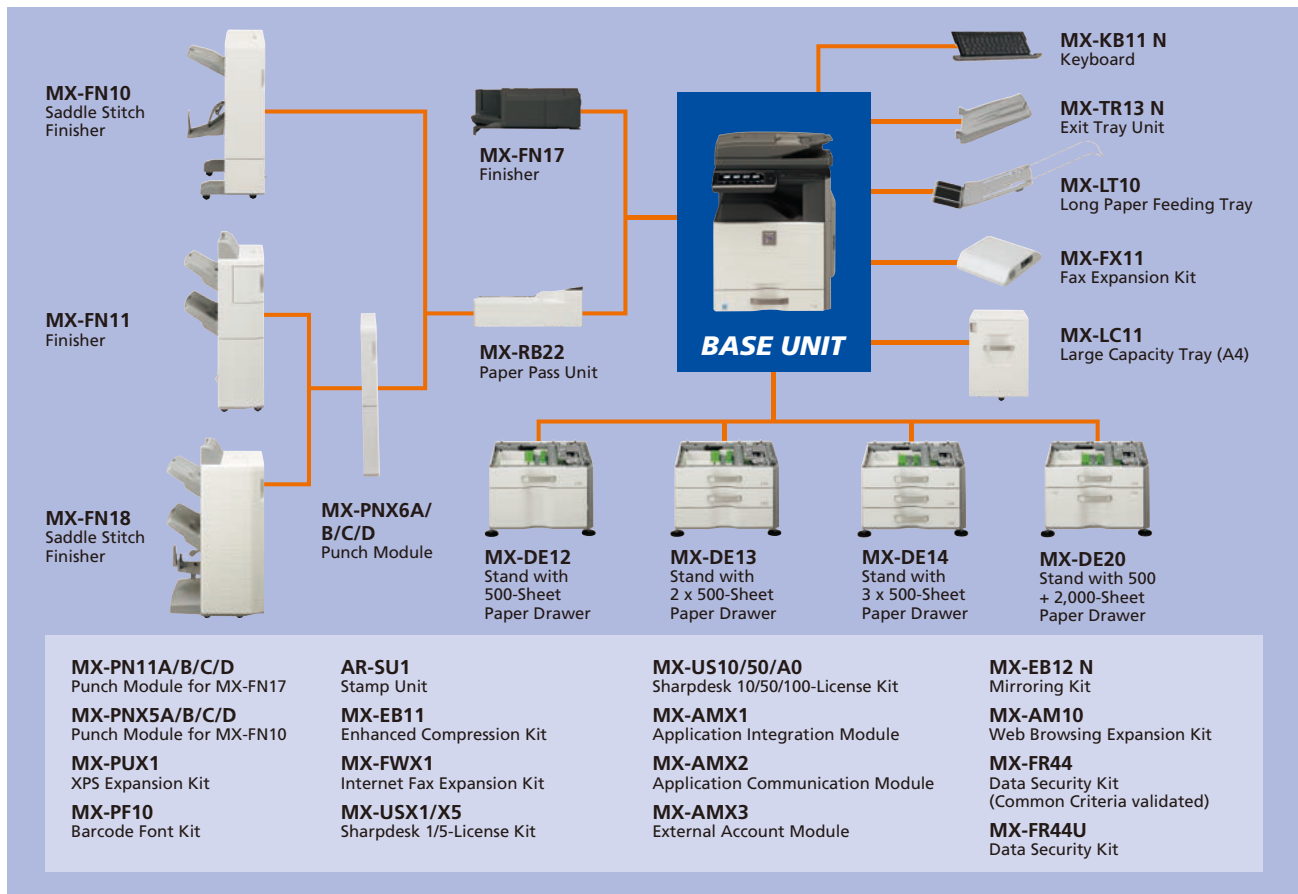 MX-FN10
Saddle Stitch
Finisher
MX-FN11
Finisher
MX-FN18
Saddle Stitch
Finisher
MX-PNX6A/
B/C/D
Punch Module
MX-FN17
Finisher
MX-RB22
Paper Pass Unit
BASE UNIT
MX-KB11 N
Keyboard
MX-TR13 N
Exit Tray Unit
MX-LT10
Long Paper Feeding Tray
MX-FX11
Fax Expansion Kit
MX-LC11
Large Capacity Tray (A4)
MX-DE12
Stand with
500-Sheet
Paper Drawer
MX-DE13
Stand with
2 x 500-Sheet
Paper Drawer
MX-DE14
Stand with
3 x 500-Sheet
Paper Drawer
MX-DE20
Stand with 500
+ 2,000-Sheet
Paper Drawer
MX-PN11A/B/C/D
Punch Module for MX-FN17
MX-PNX5A/B/C/D
Punch Module for MX-FN10
MX-PUX1
XPS Expansion Kit
MX-PF10
Barcode Font Kit
AR-SU1
Stamp Unit
MX-EB11
Enhanced Compression Kit
MX-FWX1
Internet Fax Expansion Kit
MX-USX1/X5
Sharpdesk 1/5-License Kit
MX-US10/50/A0
Sharpdesk 10/50/100-License Kit
MX-AMX1
Application Integration Module
MX-AMX2
Application Communication Module
MX-AMX3
External Account Module
MX-EB12 N
Mirroring Kit
MX-AM10
Web Browsing Expansion Kit
MX-FR44
Data Security Kit
(Common Criteria validated)
MX-FR44U
Data Security Kit